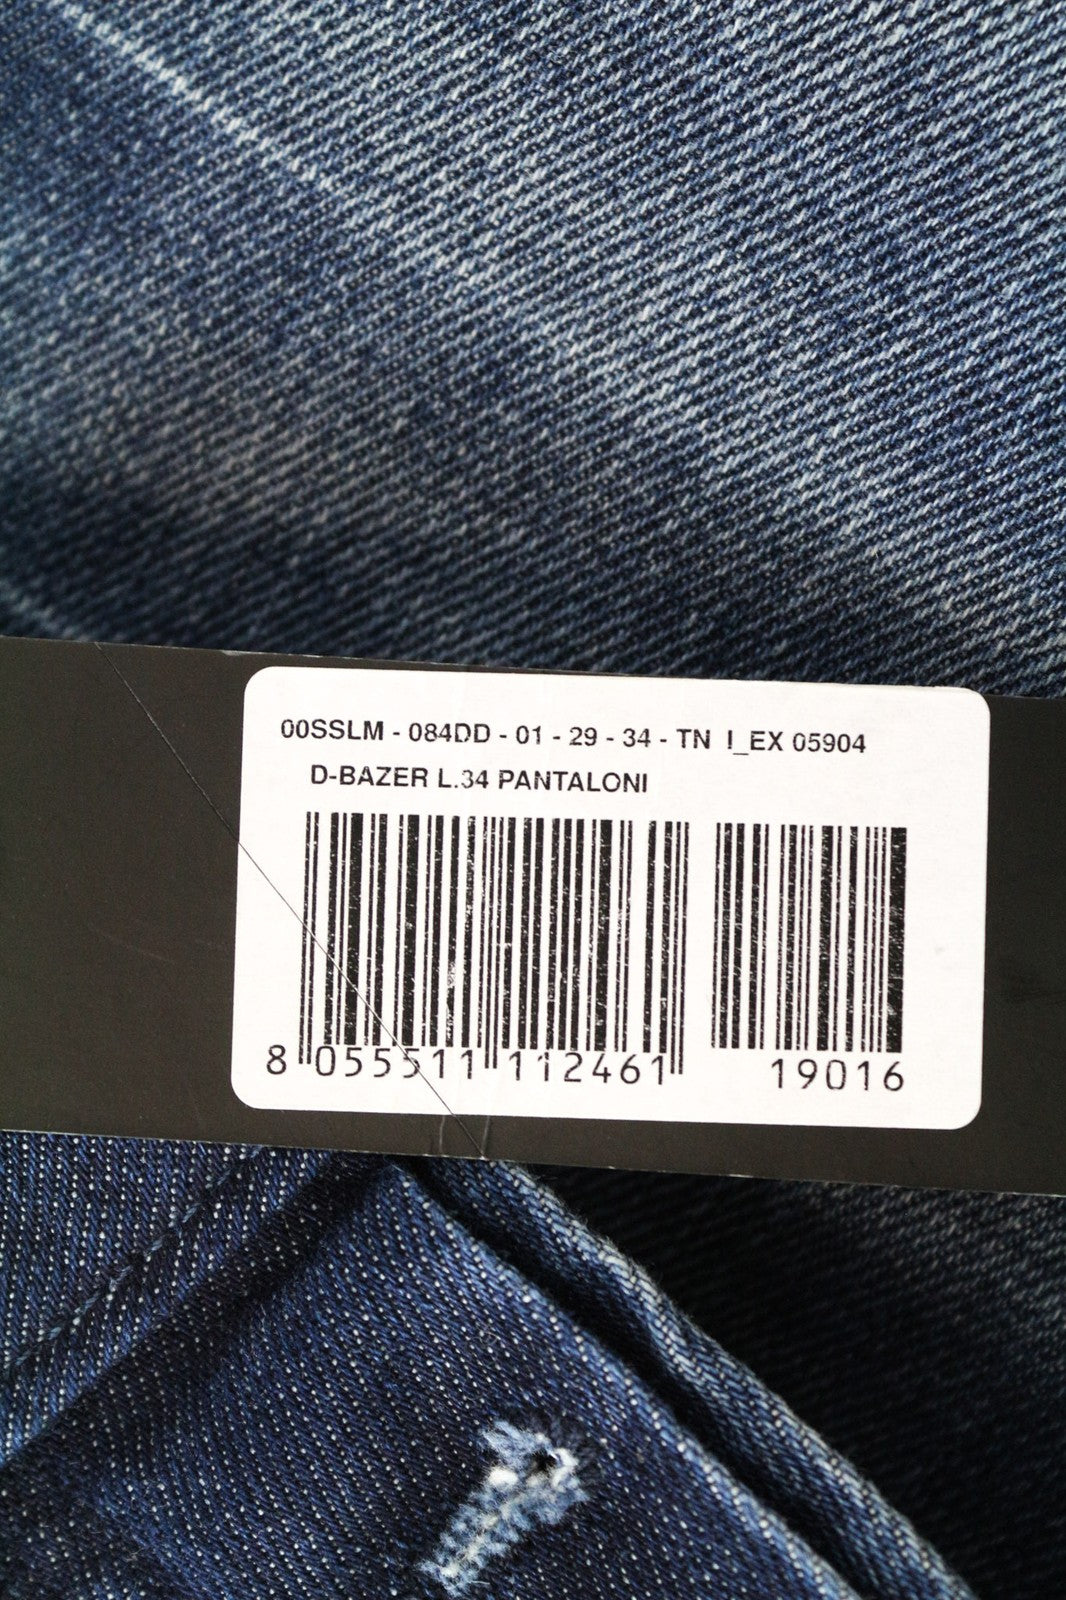 00SSLM - 084DD - 01 - 29 - 34 - TN I_EX 05904
D-BAZER L.34 PANTALONI
8 055511 112461 19016